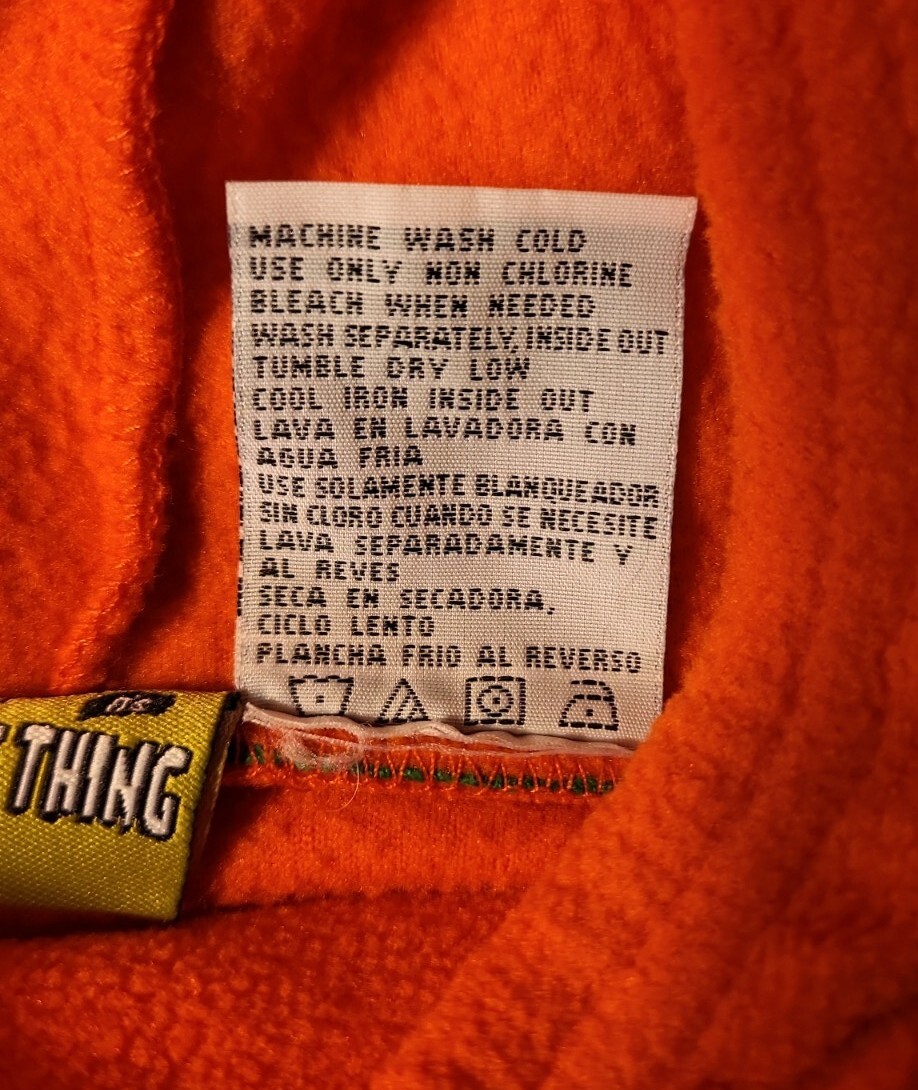 MACHINE WASH COLD
USE ONLY NON CHLORINE
BLEACH WHEN NEEDED
WASH SEPARATELY, INSIDE OUT
TUMBLE DRY LOW
COOL IRON INSIDE OUT
LAVA EN LAVADORA CON
AGUA FRIA
USE SOLAMENTE BLANQUEADOR
SIN CLORO CUANDO SE NECESITE
LAVA SEPARADAMENTE Y
AL REVES
SECA EN SECADORA,
CICLO LENTO
PLANCHA FRIO AL REVERSO
THING